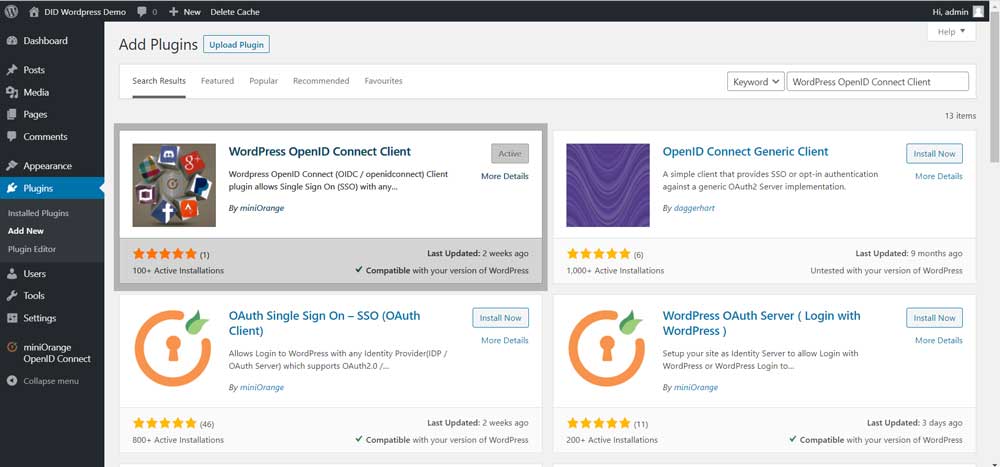 DID Wordpress Demo 0 New Delete Cache Hi, admin
Dashboard
Posts
Media
Pages
Comments
Appearance
Plugins
Installed Plugins
Add New
Plugin Editor
Users
Tools
Settings
miniOrange
OpenID Connect
Collapse menu
Help
Add Plugins Upload Plugin
Search Results Featured Popular Recommended Favourites Keyword WordPress OpenID Connect Client
13 items
WordPress OpenID Connect Client
Active
More Details
Wordpress OpenID Connect (OIDC / openidconnect) Client
plugin allows Single Sign On (SSO) with any...
By miniOrange
(1)
Last Updated: 2 weeks ago
100+ Active Installations
Compatible with your version of WordPress
OpenID Connect Generic Client
Install Now
More Details
A simple client that provides SSO or opt-in authentication
against a generic OAuth2 Server implementation.
By daggerhart
(6)
Last Updated: 9 months ago
1,000+ Active Installations
Untested with your version of WordPress
OAuth Single Sign On – SSO (OAuth
Client)
Install Now
More Details
Allows Login to WordPress with any Identity Provider(IDP /
OAuth Server) which supports OAuth2.0 /...
By miniOrange
(46)
Last Updated: 2 weeks ago
800+ Active Installations
Compatible with your version of WordPress
WordPress OAuth Server ( Login with
WordPress )
Install Now
More Details
Setup your site as Identity Server to allow Login with
WordPress or WordPress Login to...
By miniOrange
(11)
Last Updated: 3 days ago
200+ Active Installations
Compatible with your version of WordPress